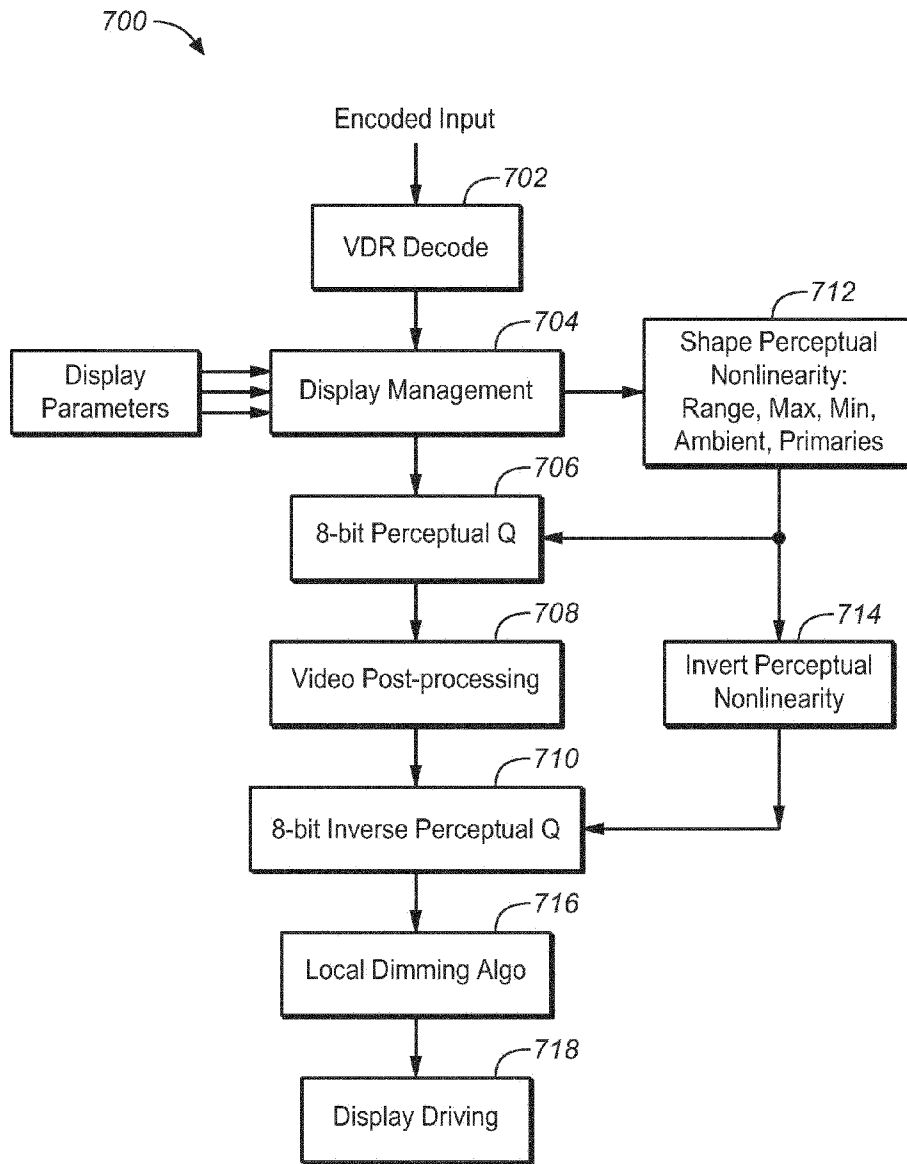 700
Encoded Input
702
VDR Decode
704
Display Management
Display
Parameters
712
Shape Perceptual
Nonlinearity:
Range, Max, Min,
Ambient, Primaries
706
8-bit Perceptual Q
708
Video Post-processing
714
Invert Perceptual
Nonlinearity
710
8-bit Inverse Perceptual Q
716
Local Dimming Algo
718
Display Driving